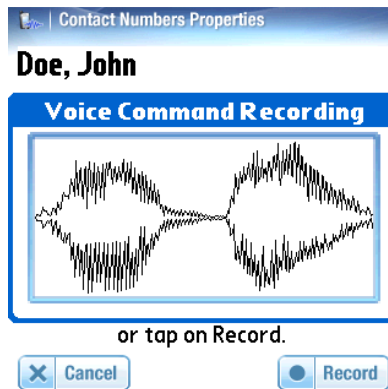 Contact Numbers Properties
Doe, John
Voice Command Recording
or tap on Record.
Cancel
Record